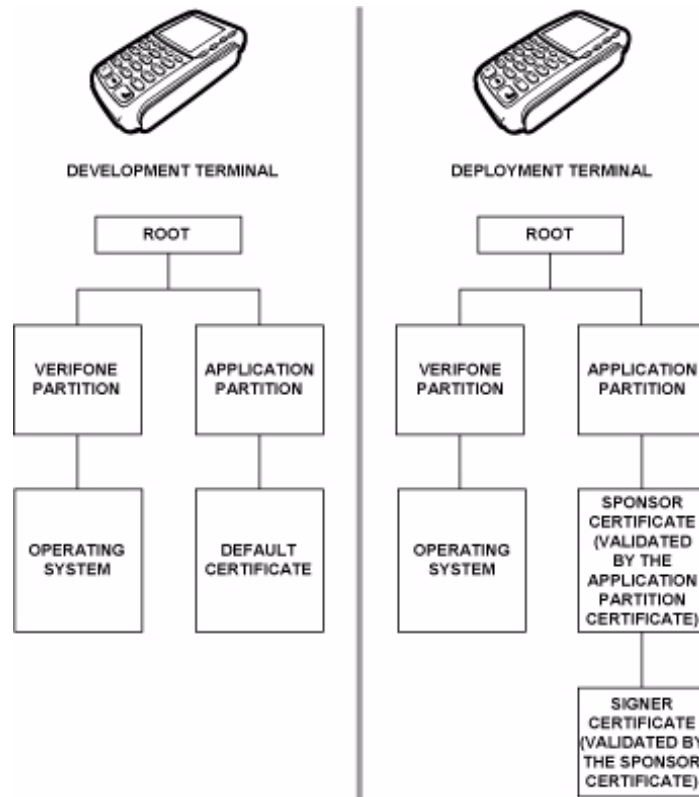 DEVELOPMENT TERMINAL
ROOT
VERIFONE
PARTITION
APPLICATION
PARTITION
OPERATING
SYSTEM
DEFAULT
CERTIFICATE
DEPLOYMENT TERMINAL
ROOT
VERIFONE
PARTITION
APPLICATION
PARTITION
OPERATING
SYSTEM
SPONSOR
CERTIFICATE
(VALIDATED
BY THE
APPLICATION
PARTITION
CERTIFICATE)
SIGNER
CERTIFICATE
(VALIDATED BY
THE SPONSOR
CERTIFICATE)